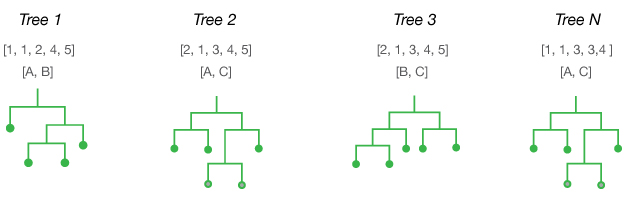 Tree 1 Tree 2 Tree 3 Tree N
[1, 1, 2, 4, 5] [2, 1, 3, 4, 5] [2, 1, 3, 4, 5] [1, 1, 3, 3,4 ]
[A, B] [A, C] [B, C] [A, C]